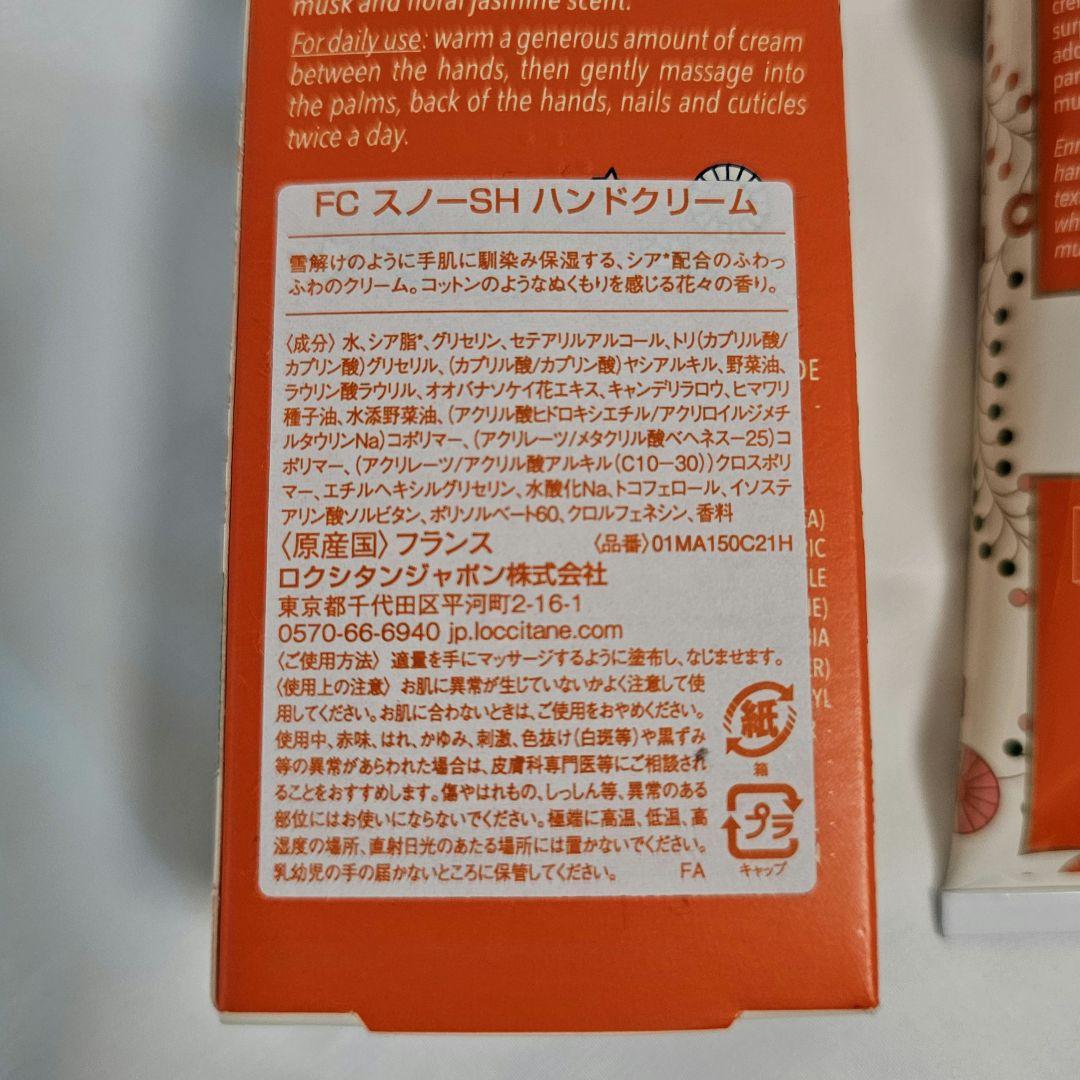 musk and floral jasmine scent.
For daily use: warm a generous amount of cream
between the hands, then gently massage into
the palms, back of the hands, nails and cuticles
twice a day.
FC スノーSH ハンドクリーム
雪解けのように手肌に馴染み保湿する、シア*配合のふわっ
ふわのクリーム。コットンのようなぬくもりを感じる花々の香り。
〈成分〉水、シア脂*、グリセリン、セテアリルアルコール、トリ(カプリル酸/
カプリン酸)グリセリル、(カプリル酸/カプリン酸)ヤシアルキル、野菜油、
ラウリン酸ラウリル、オオバナソケイ花エキス、キャンデリラロウ、ヒマワリ
種子油、水添野菜油、(アクリル酸ヒドロキシエチル/アクリロイルジメチ
ルタウリンNa)コポリマー、(アクリレーツ/メタクリル酸ベヘネス-25)コ
ポリマー、(アクリレーツ/アクリル酸アルキル(C10-30))クロスポリ
マー、エチルヘキシルグリセリン、水酸化Na、トコフェロール、イソステ
アリン酸ソルビタン、ポリソルベート60、クロルフェネシン、香料
〈原産国〉フランス 〈品番〉01MA150C21H
ロクシタンジャポン株式会社
東京都千代田区平河町2-16-1
0570-66-6940 jp.loccitane.com
〈ご使用方法〉適量を手にマッサージするように塗布し、なじませます。
〈使用上の注意〉お肌に異常が生じていないかよく注意して使
用してください。お肌に合わないときは、ご使用をおやめください。
使用中、赤味、はれ、かゆみ、刺激、色抜け(白斑等)や黒ずみ
等の異常があらわれた場合は、皮膚科専門医等にご相談され
ることをおすすめします。傷やはれもの、しっしん等、異常のある
部位にはお使いにならないでください。極端に高温、低温、高
湿度の場所、直射日光のあたる場所には置かないでください。
乳幼児の手の届かないところに保管してください。 FA
紙
箱
プラ
キャップ